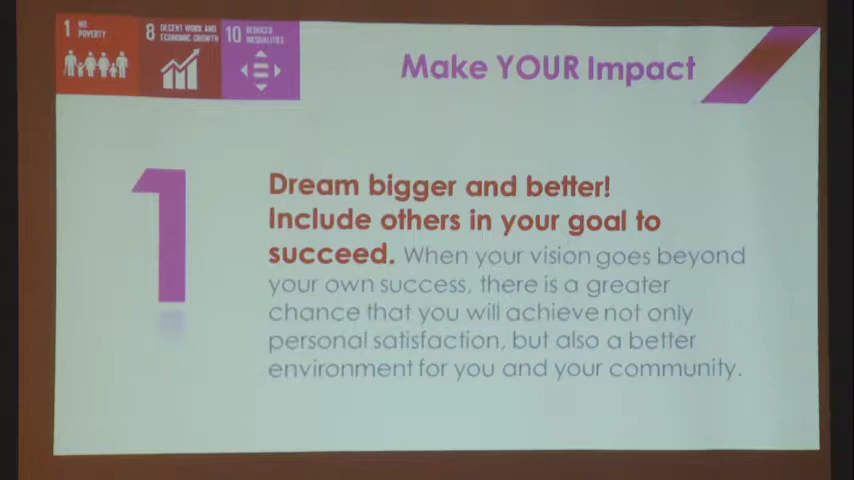 1 NO
POVERTY
8 DECENT WORK AND
ECONOMIC GROWTH
10 REDUCED
INEQUALITIES
Make YOUR Impact
1
Dream bigger and better!
Include others in your goal to
succeed. When your vision goes beyond
your own success, there is a greater
chance that you will achieve not only
personal satisfaction, but also a better
environment for you and your community.